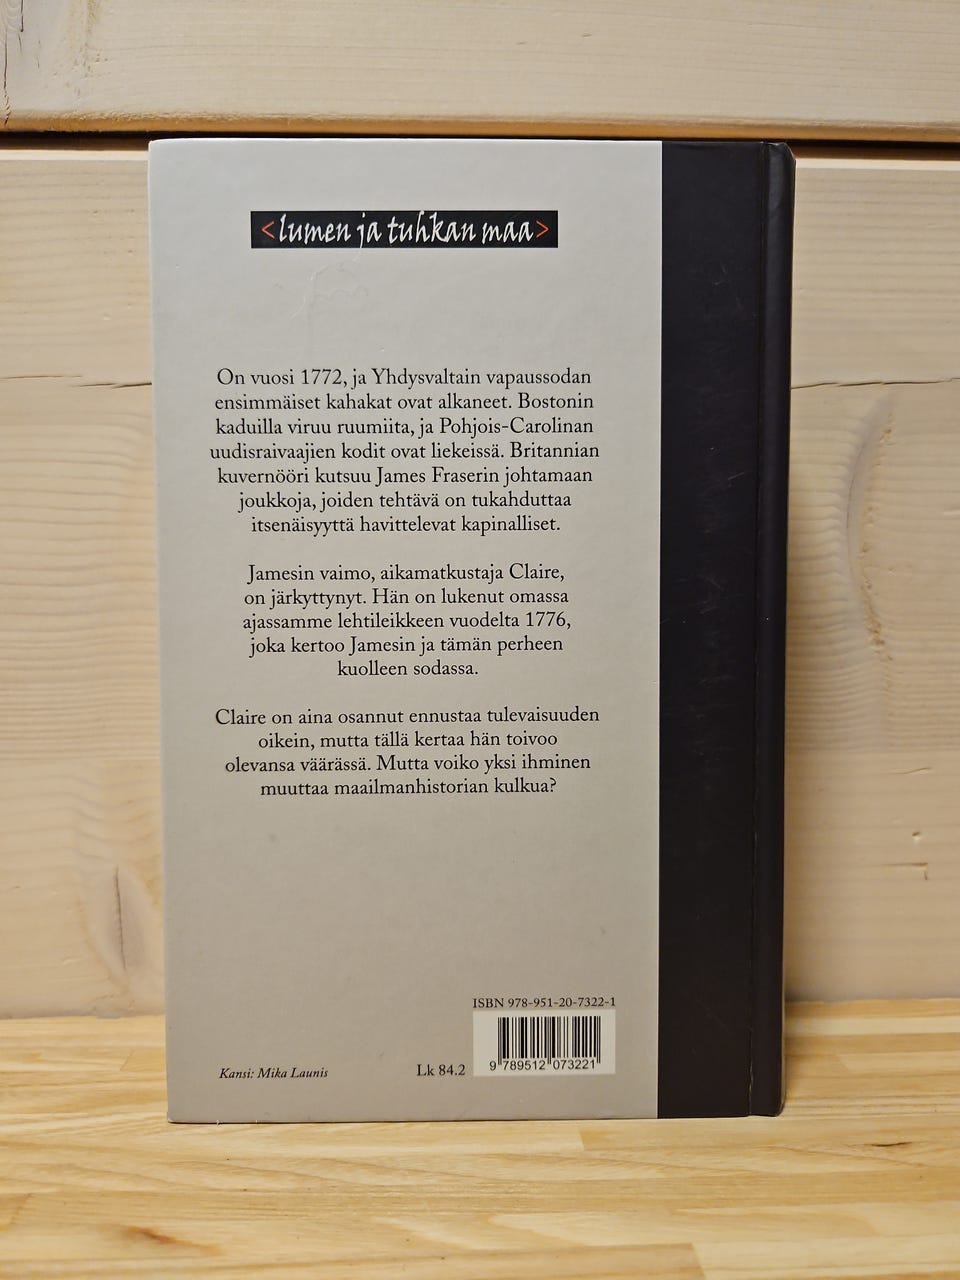 <lumen ja tuhkan maa>
On vuosi 1772, ja Yhdysvaltain vapaussodan
ensimmäiset kahakat ovat alkaneet. Bostonin
kaduilla viruu ruumiita, ja Pohjois-Carolinan
uudisraivaajien kodit ovat liekeissä. Britannian
kuvernööri kutsuu James Fraserin johtamaan
joukkoja, joiden tehtävä on tukahduttaa
itsenäisyyttä havittelevat kapinalliset.
Jamesin vaimo, aikamatkustaja Claire,
on järkyttynyt. Hän on lukenut omassa
ajassamme lehtileikkeen vuodelta 1776,
joka kertoo Jamesin ja tämän perheen
kuolleen sodassa.
Claire on aina osannut ennustaa tulevaisuuden
oikein, mutta tällä kertaa hän toivoo
olevansa väärässä. Mutta voiko yksi ihminen
muuttaa maailmanhistorian kulkua?
ISBN 978-951-20-7322-1
9 789512 073221
Kansi: Mika Launis
Lk 84.2